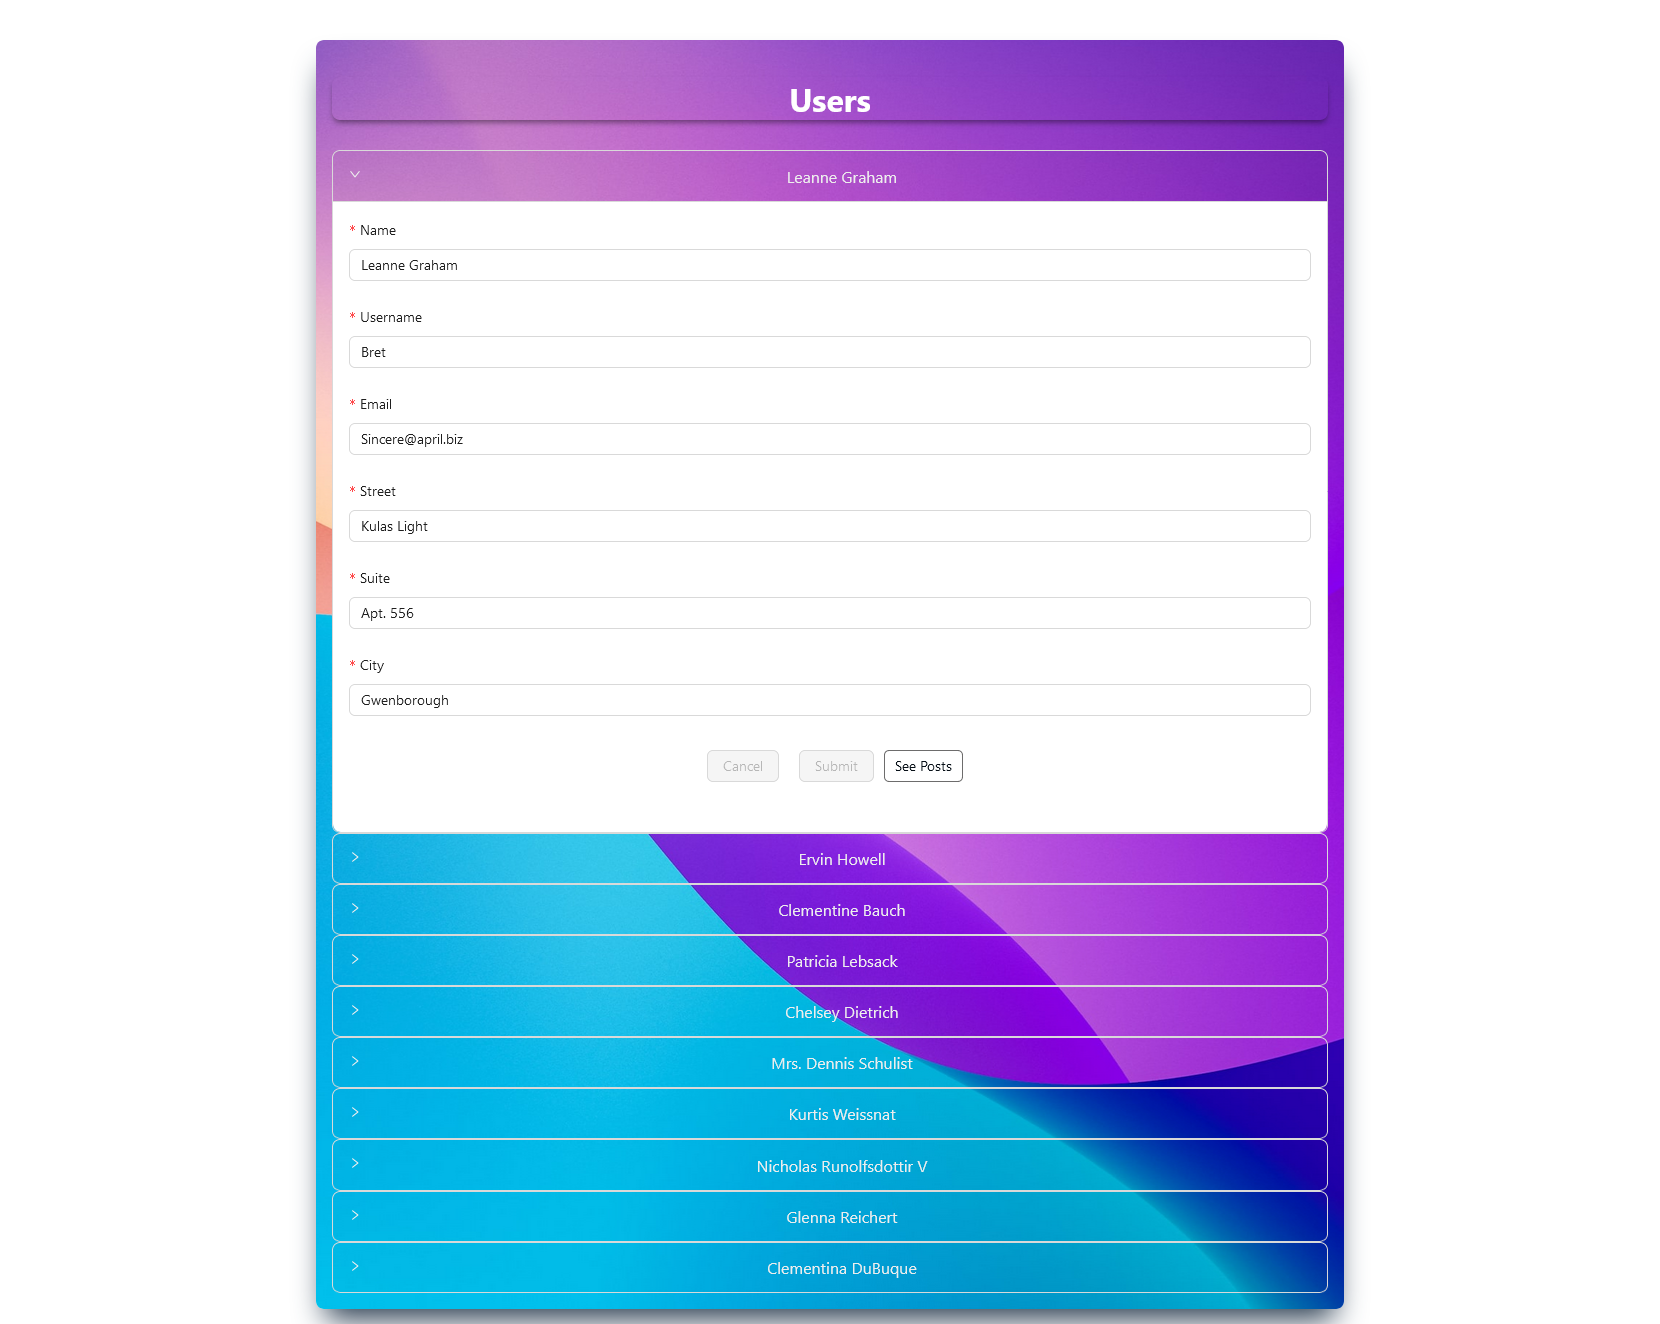 Users
Leanne Graham
* Name
Leanne Graham
* Username
Bret
* Email
Sincere@april.biz
* Street
Kulas Light
* Suite
Apt. 556
* City
Gwenborough
Cancel Submit See Posts
Ervin Howell
Clementine Bauch
Patricia Lebsack
Chelsey Dietrich
Mrs. Dennis Schulist
Kurtis Weissnat
Nicholas Runolfsdottir V
Glenna Reichert
Clementina DuBuque